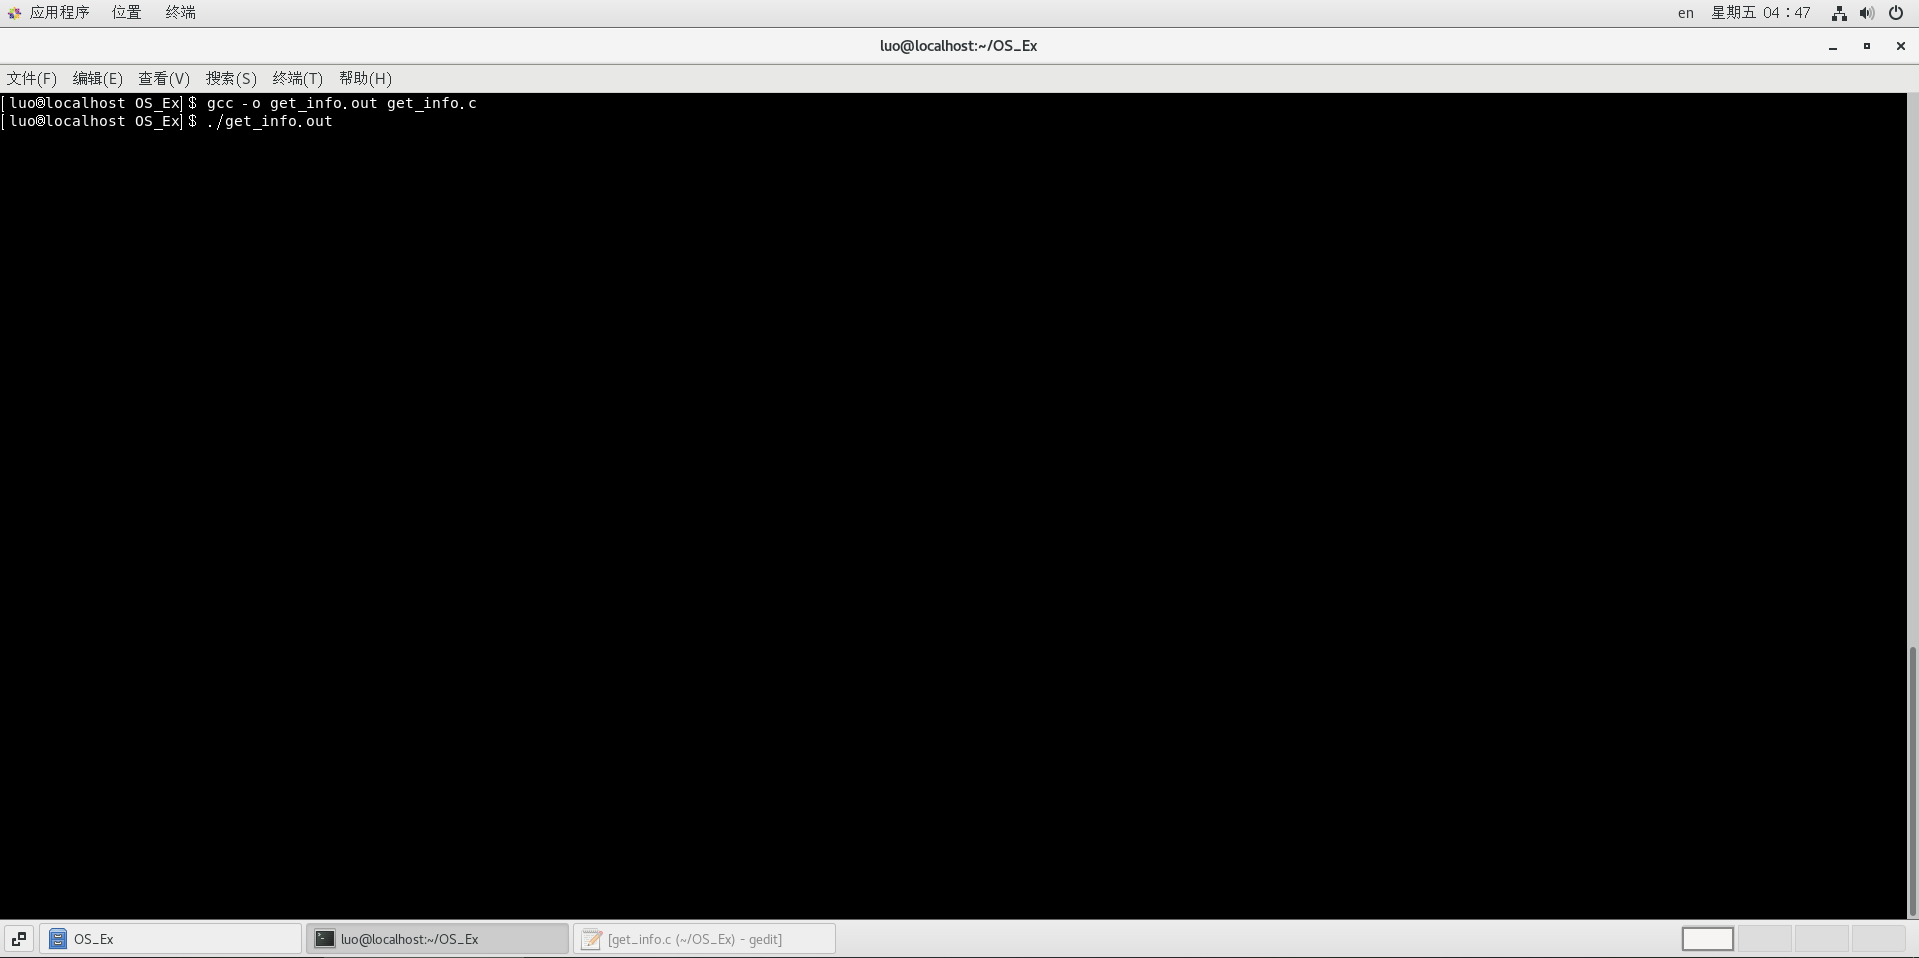 应用程序 位置 终端 en 星期五 04：47
luo@localhost:~/OS_Ex
文件(F) 编辑(E) 查看(V) 搜索(S) 终端(T) 帮助(H)
[luo@localhost OS_Ex]$ gcc -o get_info.out get_info.c
[luo@localhost OS_Ex]$ ./get_info.out
OS_Ex luo@localhost:~/OS_Ex [get_info.c (~/OS_Ex) - gedit]